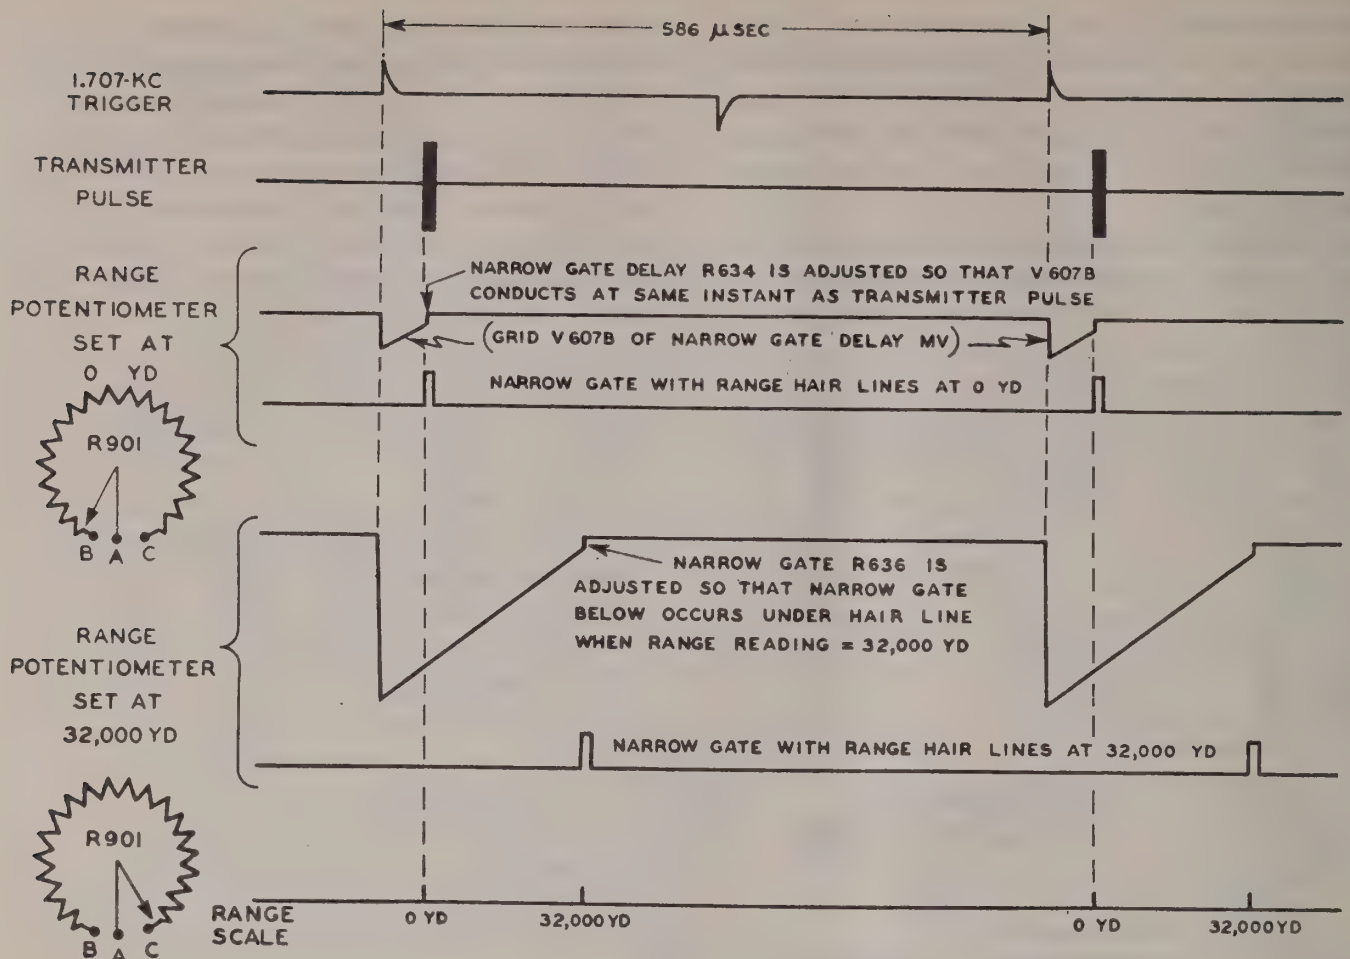 586 µSEC
1.707-KC
TRIGGER
TRANSMITTER
PULSE
RANGE
POTENTIOMETER
SET AT
0 YD
NARROW GATE DELAY R634 IS ADJUSTED SO THAT V607B
CONDUCTS AT SAME INSTANT AS TRANSMITTER PULSE
(GRID V607B OF NARROW GATE DELAY MV)
NARROW GATE WITH RANGE HAIR LINES AT 0 YD
R901
B A C
RANGE
POTENTIOMETER
SET AT
32,000 YD
NARROW GATE R636 IS
ADJUSTED SO THAT NARROW GATE
BELOW OCCURS UNDER HAIR LINE
WHEN RANGE READING = 32,000 YD
NARROW GATE WITH RANGE HAIR LINES AT 32,000 YD
R901
B A C
RANGE
SCALE
0 YD 32,000YD 0 YD 32,000YD